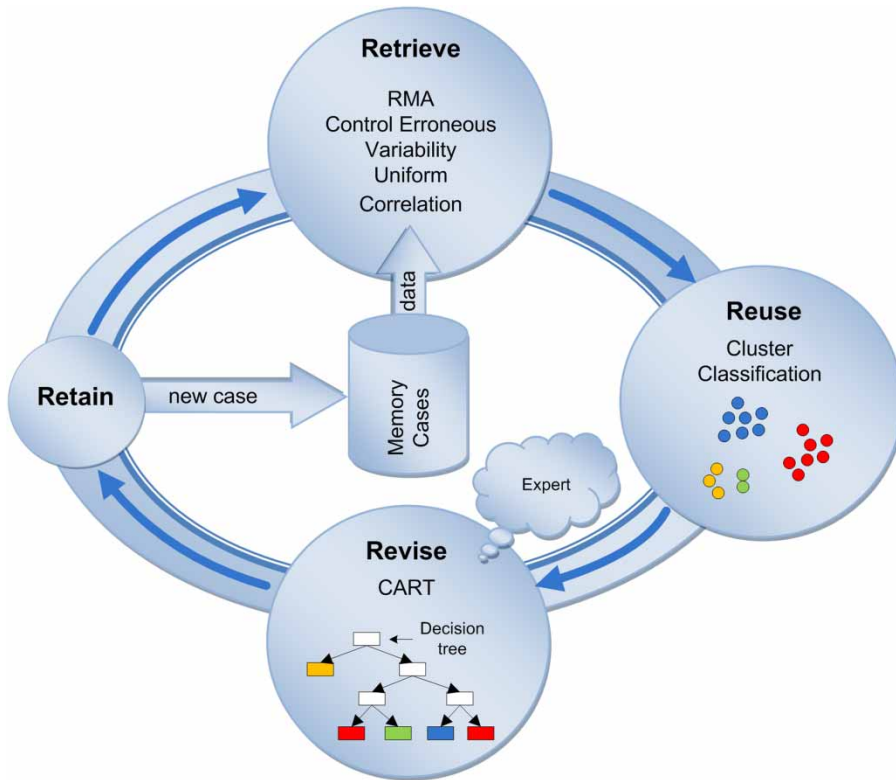 Retrieve
RMA
Control Erroneous
Variability
Uniform
Correlation
data
Reuse
Cluster
Classification
Retain
new case
Memory
Cases
Expert
Revise
CART
Decision
tree